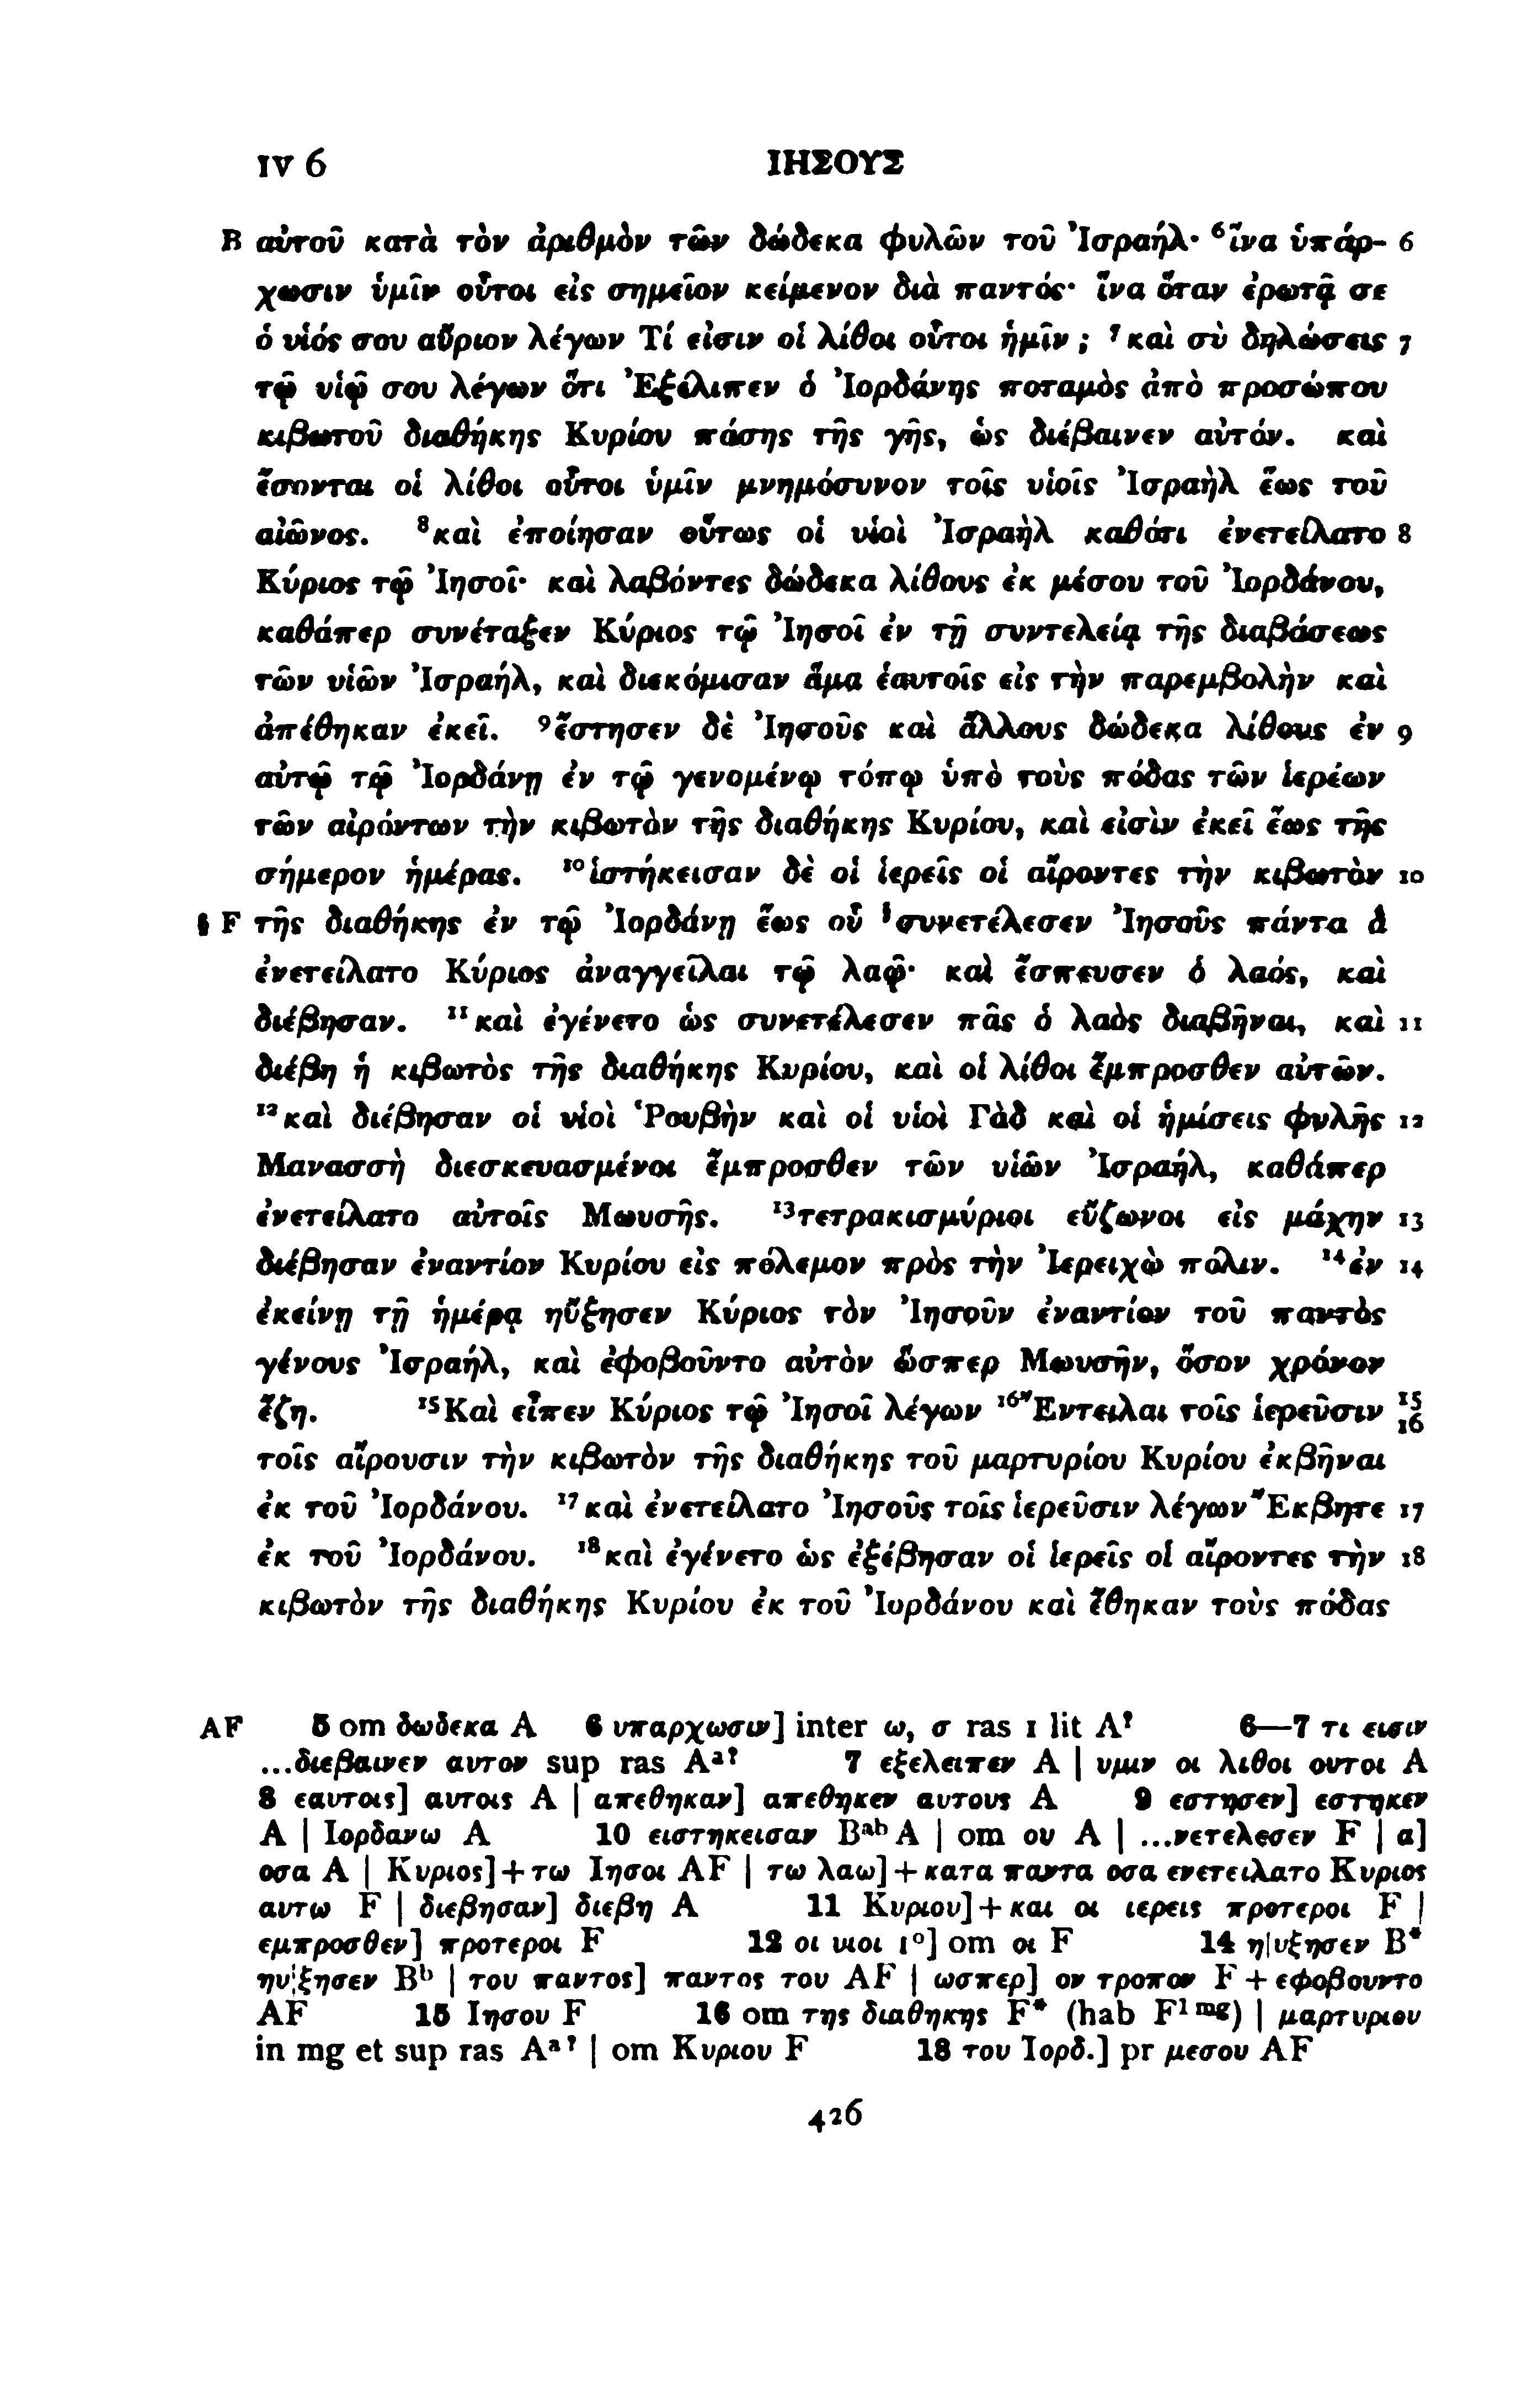 IV 6 ΙΗΣΟΥΣ
B αὐτοῦ κατὰ τὸν ἀριθμὸν τῶν δώδεκα φυλῶν τοῦ Ἰσραήλ· ⁶ἵνα ὑπάρ- 6
χωσιν ὑμῖν οὗτοι εἰς σημεῖον κείμενον διὰ παντός· ἵνα ὅταν ἐρωτᾷ σε
ὁ υἱός σου αὔριον λέγων Τί εἰσιν οἱ λίθοι οὗτοι ἡμῖν ; ⁷καὶ σὺ δηλώσεις 7
τῷ υἱῷ σου λέγων ὅτι Ἐξέλιπεν ὁ Ἰορδάνης ποταμὸς ἀπὸ προσώπου
κιβωτοῦ διαθήκης Κυρίου πάσης τῆς γῆς, ὡς διέβαινεν αὐτόν. καὶ
ἔσονται οἱ λίθοι οὗτοι ὑμῖν μνημόσυνον τοῖς υἱοῖς Ἰσραὴλ ἕως τοῦ
αἰῶνος. ⁸καὶ ἐποίησαν οὕτως οἱ υἱοὶ Ἰσραὴλ καθότι ἐνετείλατο 8
Κύριος τῷ Ἰησοῖ· καὶ λαβόντες δώδεκα λίθους ἐκ μέσου τοῦ Ἰορδάνου,
καθάπερ συνέταξεν Κύριος τῷ Ἰησοῖ ἐν τῇ συντελείᾳ τῆς διαβάσεως
τῶν υἱῶν Ἰσραήλ, καὶ διεκόμισαν ἅμα ἑαυτοῖς εἰς τὴν παρεμβολὴν καὶ
ἀπέθηκαν ἐκεῖ. ⁹ἔστησεν δὲ Ἰησοῦς καὶ ἄλλους δώδεκα λίθους ἐν 9
αὐτῷ τῷ Ἰορδάνῃ ἐν τῷ γενομένῳ τόπῳ ὑπὸ τοὺς πόδας τῶν ἱερέων
τῶν αἰρόντων τὴν κιβωτὸν τῆς διαθήκης Κυρίου, καὶ εἰσὶν ἐκεῖ ἕως τῆς
σήμερον ἡμέρας. ¹⁰ἱστήκεισαν δὲ οἱ ἱερεῖς οἱ αἴροντες τὴν κιβωτὸν 10
§ F τῆς διαθήκης ἐν τῷ Ἰορδάνῃ ἕως οὗ §συνετέλεσεν Ἰησοῦς πάντα ἃ
ἐνετείλατο Κύριος ἀναγγεῖλαι τῷ λαῷ· καὶ ἔσπευσεν ὁ λαός, καὶ
διέβησαν. ¹¹καὶ ἐγένετο ὡς συνετέλεσεν πᾶς ὁ λαὸς διαβῆναι, καὶ 11
διέβη ἡ κιβωτὸς τῆς διαθήκης Κυρίου, καὶ οἱ λίθοι ἔμπροσθεν αὐτῶν.
¹²καὶ διέβησαν οἱ υἱοὶ Ῥουβὴν καὶ οἱ υἱοὶ Γὰδ καὶ οἱ ἡμίσεις φυλῆς 12
Μανασσὴ διεσκευασμένοι ἔμπροσθεν τῶν υἱῶν Ἰσραήλ, καθάπερ
ἐνετείλατο αὐτοῖς Μωυσῆς. ¹³τετρακισμύριοι εὔζωνοι εἰς μάχην 13
διέβησαν ἐναντίον Κυρίου εἰς πόλεμον πρὸς τὴν Ἰερειχὼ πόλιν. ¹⁴ἐν 14
ἐκείνῃ τῇ ἡμέρᾳ ηὔξησεν Κύριος τὸν Ἰησοῦν ἐναντίον τοῦ παντὸς
γένους Ἰσραήλ, καὶ ἐφοβοῦντο αὐτὸν ὥσπερ Μωυσῆν, ὅσον χρόνον
ἔζη. ¹⁵Καὶ εἶπεν Κύριος τῷ Ἰησοῖ λέγων ¹⁶Ἔντειλαι τοῖς ἱερεῦσιν 15 16
τοῖς αἴρουσιν τὴν κιβωτὸν τῆς διαθήκης τοῦ μαρτυρίου Κυρίου ἐκβῆναι
ἐκ τοῦ Ἰορδάνου. ¹⁷καὶ ἐνετείλατο Ἰησοῦς τοῖς ἱερεῦσιν λέγων Ἔκβητε 17
ἐκ τοῦ Ἰορδάνου. ¹⁸καὶ ἐγένετο ὡς ἐξέβησαν οἱ ἱερεῖς οἱ αἴροντες τὴν 18
κιβωτὸν τῆς διαθήκης Κυρίου ἐκ τοῦ Ἰορδάνου καὶ ἔθηκαν τοὺς πόδας
AF 5 om δωδεκα A 6 υπαρχωσιν] inter ω, σ ras 1 lit A? 6—7 τι εισιν
...διεβαινεν αυτον sup ras Aᵃ? 7 εξελειπεν A | υμιν οι λιθοι ουτοι A
8 εαυτοις] αυτοις A | απεθηκαν] απεθηκεν αυτους A 9 εστησεν] εστηκεν
A | Ιορδανω A 10 ειστηκεισαν Bᵃᵇ A | om ου A | ...νετελεσεν F | α]
οσα A | Κυριος]+τω Ιησοι AF | τω λαω]+κατα παντα οσα ενετειλατο Κυριος
αυτω F | διεβησαν] διεβη A 11 Κυριου]+και οι ιερεις προτεροι F |
εμπροσθεν] προτεροι F 12 οι υιοι 1°] om οι F 14 η|υξησεν B*
ηυ|ξησεν Bᵇ | του παντος] παντος του AF | ωσπερ] ον τροπον F + εφοβουντο
AF 15 Ιησου F 16 om της διαθηκης F* (hab F¹ ᵐᵍ) | μαρτυριου
in mg et sup ras Aᵃ? | om Κυριου F 18 του Ιορδ.] pr μεσου AF
426